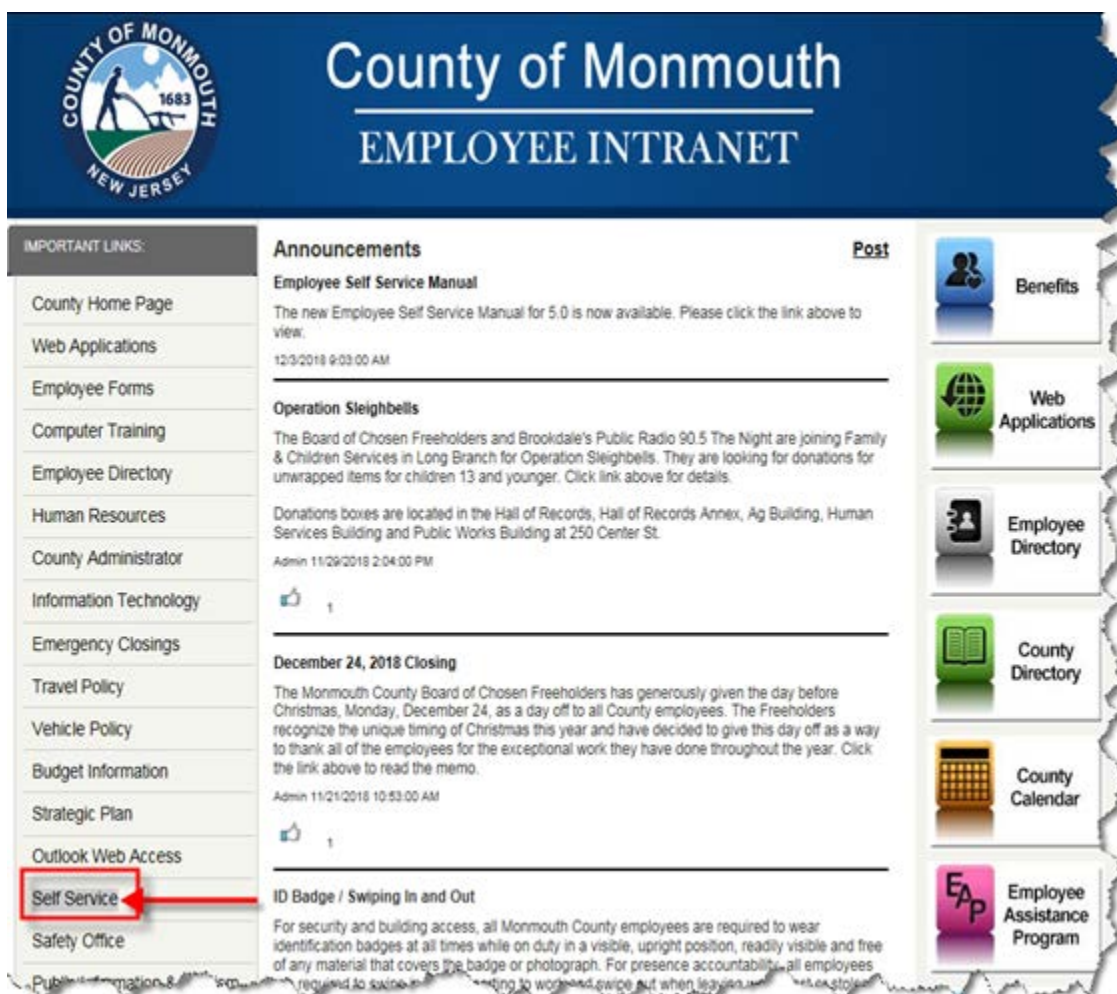 COUNTY OF MONMOUTH
1683
NEW JERSEY
County of Monmouth
EMPLOYEE INTRANET
IMPORTANT LINKS:
County Home Page
Web Applications
Employee Forms
Computer Training
Employee Directory
Human Resources
County Administrator
Information Technology
Emergency Closings
Travel Policy
Vehicle Policy
Budget Information
Strategic Plan
Outlook Web Access
Self Service
Safety Office
Announcements
Post
Employee Self Service Manual
The new Employee Self Service Manual for 5.0 is now available. Please click the link above to
view.
12/3/2018 9:03:00 AM
Operation Sleighbells
The Board of Chosen Freeholders and Brookdale's Public Radio 90.5 The Night are joining Family
& Children Services in Long Branch for Operation Sleighbells. They are looking for donations for
unwrapped items for children 13 and younger. Click link above for details.
Donations boxes are located in the Hall of Records, Hall of Records Annex, Ag Building, Human
Services Building and Public Works Building at 250 Center St.
Admin 11/29/2018 2:04:00 PM
1
December 24, 2018 Closing
The Monmouth County Board of Chosen Freeholders has generously given the day before
Christmas, Monday, December 24, as a day off to all County employees. The Freeholders
recognize the unique timing of Christmas this year and have decided to give this day off as a way
to thank all of the employees for the exceptional work they have done throughout the year. Click
the link above to read the memo.
Admin 11/21/2018 10:53:00 AM
1
ID Badge / Swiping In and Out
For security and building access, all Monmouth County employees are required to wear
identification badges at all times while on duty in a visible, upright position, readily visible and free
of any material that covers the badge or photograph. For presence accountability, all employees
required to swipe
Benefits
Web
Applications
Employee
Directory
County
Directory
County
Calendar
EAP
Employee
Assistance
Program